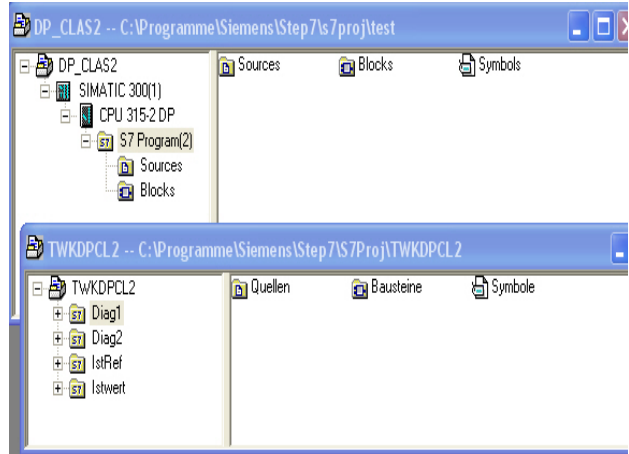 DP_CLAS2 -- C:\Programme\Siemens\Step7\s7proj\test
DP_CLAS2
SIMATIC 300(1)
CPU 315-2 DP
S7 Program(2)
Sources
Blocks
Sources Blocks Symbols
TWKDPCL2 -- C:\Programme\Siemens\Step7\S7Proj\TWKDPCL2
TWKDPCL2
Diag1
Diag2
IstRef
Istwert
Quellen Bausteine Symbole